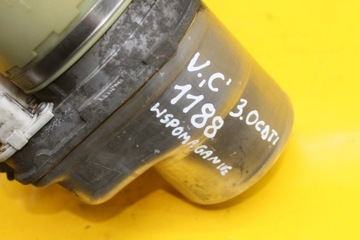 V.C' 3.0CDTI
1188
WSPOMAGANIE